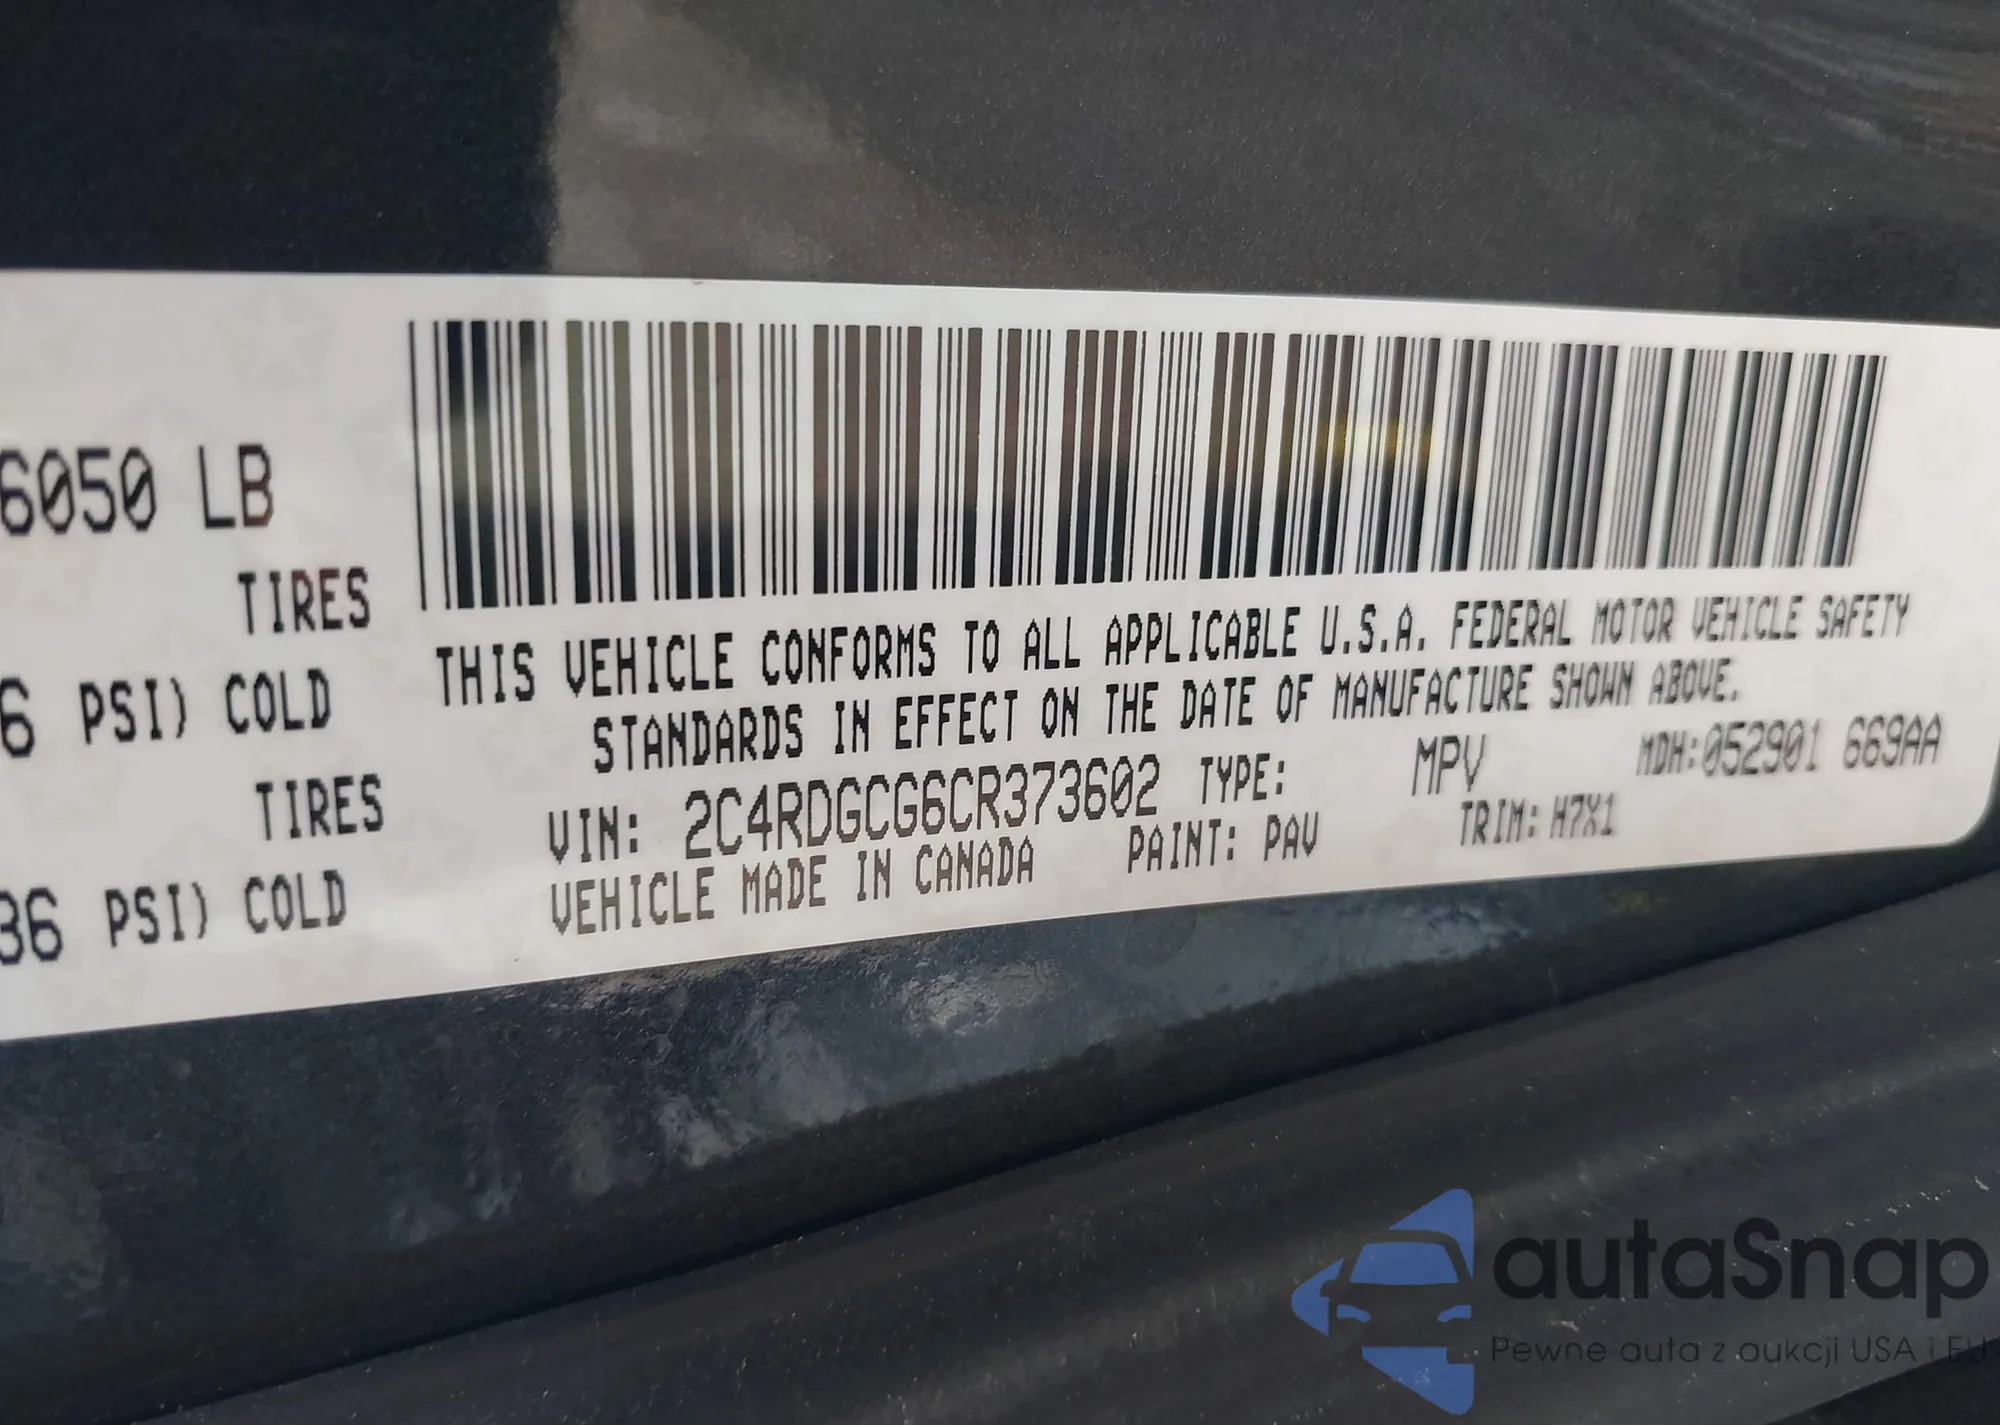 6050 LB
TIRES
6 PSI) COLD
TIRES
36 PSI) COLD
THIS VEHICLE CONFORMS TO ALL APPLICABLE U.S.A. FEDERAL MOTOR VEHICLE SAFETY
STANDARDS IN EFFECT ON THE DATE OF MANUFACTURE SHOWN ABOVE.
VIN: 2C4RDGCG6CR373602 TYPE: MPV MDH:052901 669AA
VEHICLE MADE IN CANADA PAINT: PAV TRIM: H7X1
autaSnap
Pewne auta z aukcji USA i EU